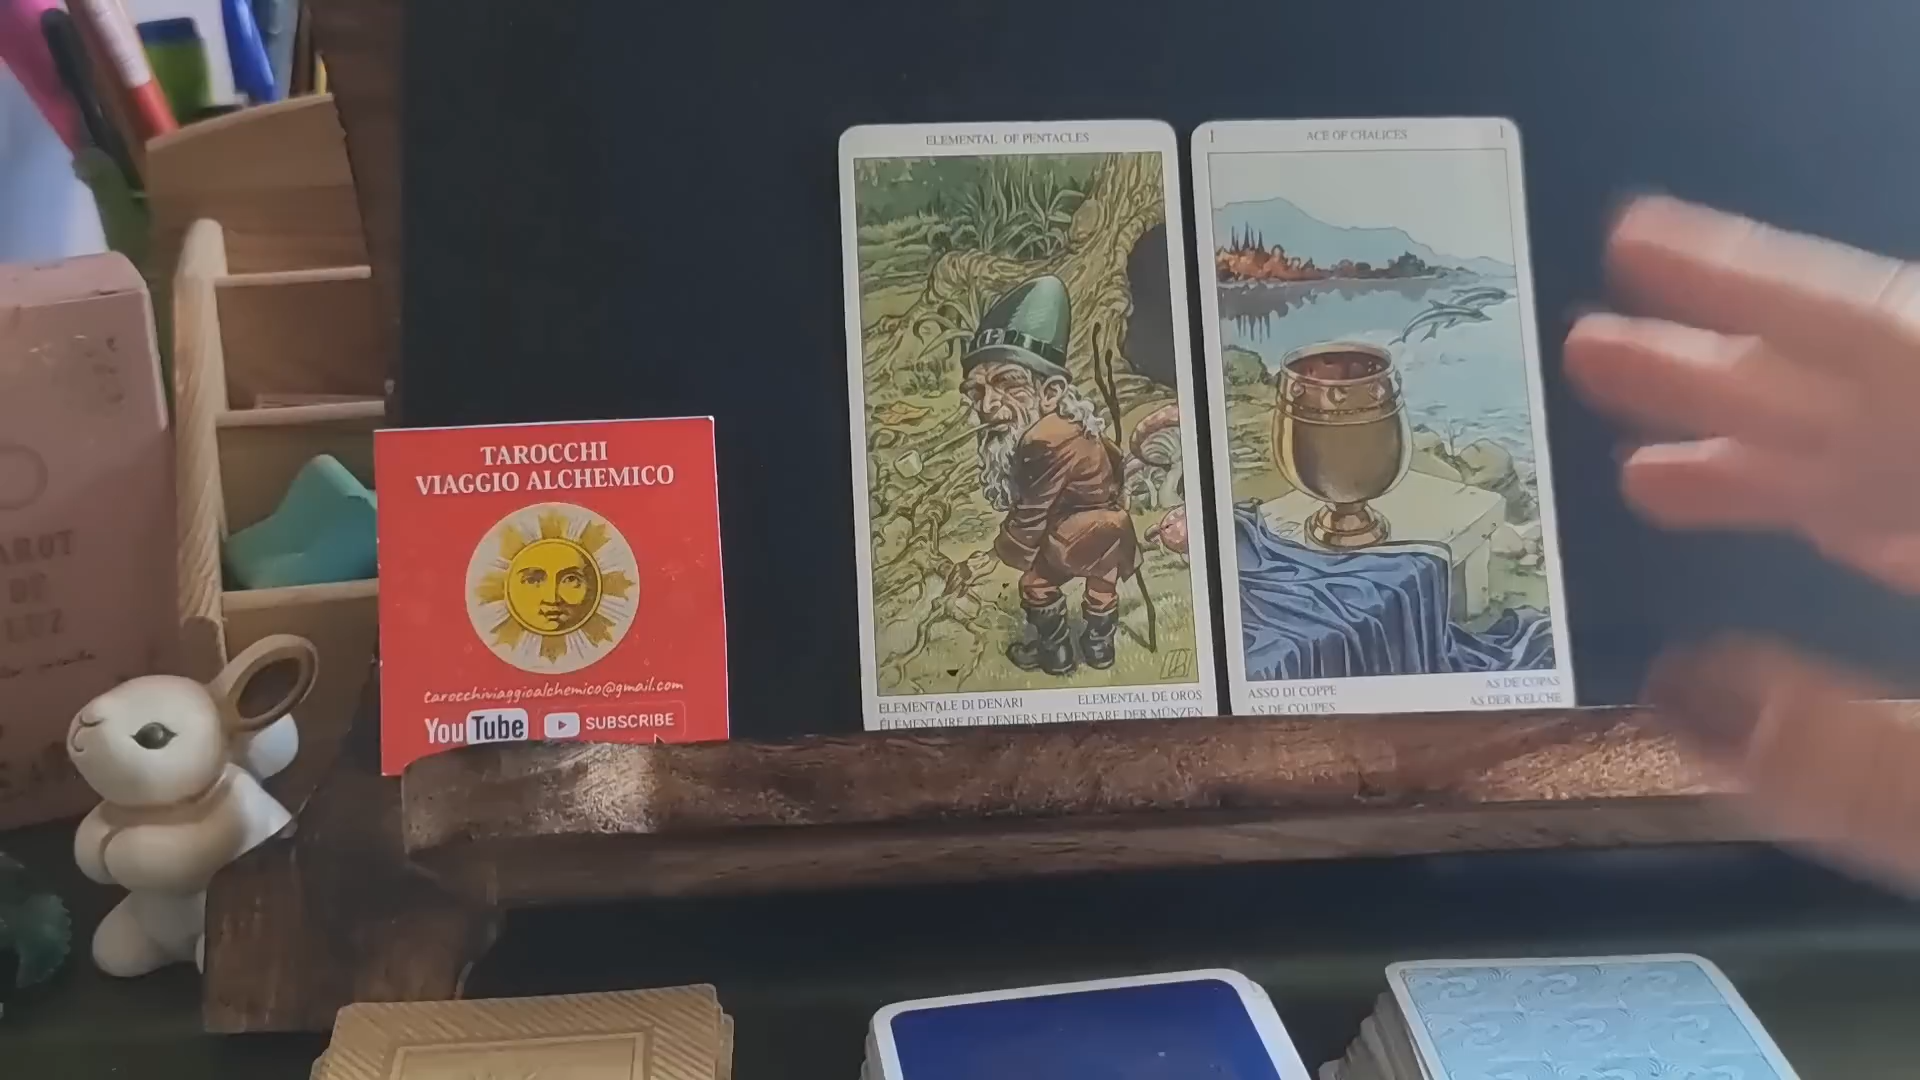 TAROCCHI
VIAGGIO ALCHEMICO
tarocchiviaggioalchemico@gmail.com
YouTube SUBSCRIBE
ELEMENTAL OF PENTACLES
ELEMENTALE DI DENARI ELEMENTAL DE OROS
ÉLÉMENTAIRE DE DENIERS ELEMENTARE DER MÜNZEN
1 ACE OF CHALICES 1
ASSO DI COPPE AS DE COPAS
AS DE COUPES AS DER KELCHE